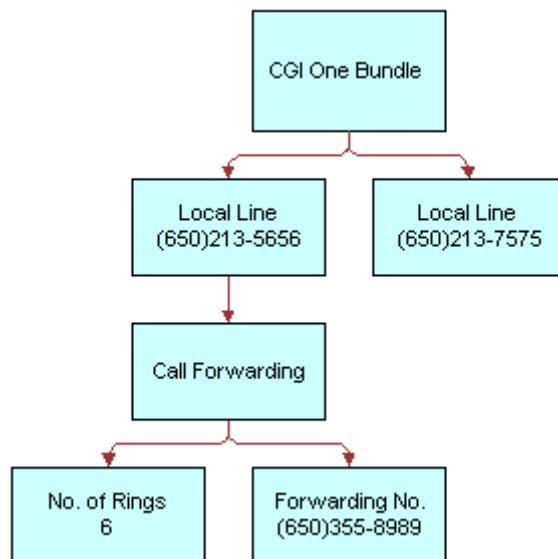 CGI One Bundle
Local Line
(650)213-5656
Local Line
(650)213-7575
Call Forwarding
No. of Rings
6
Forwarding No.
(650)355-8989